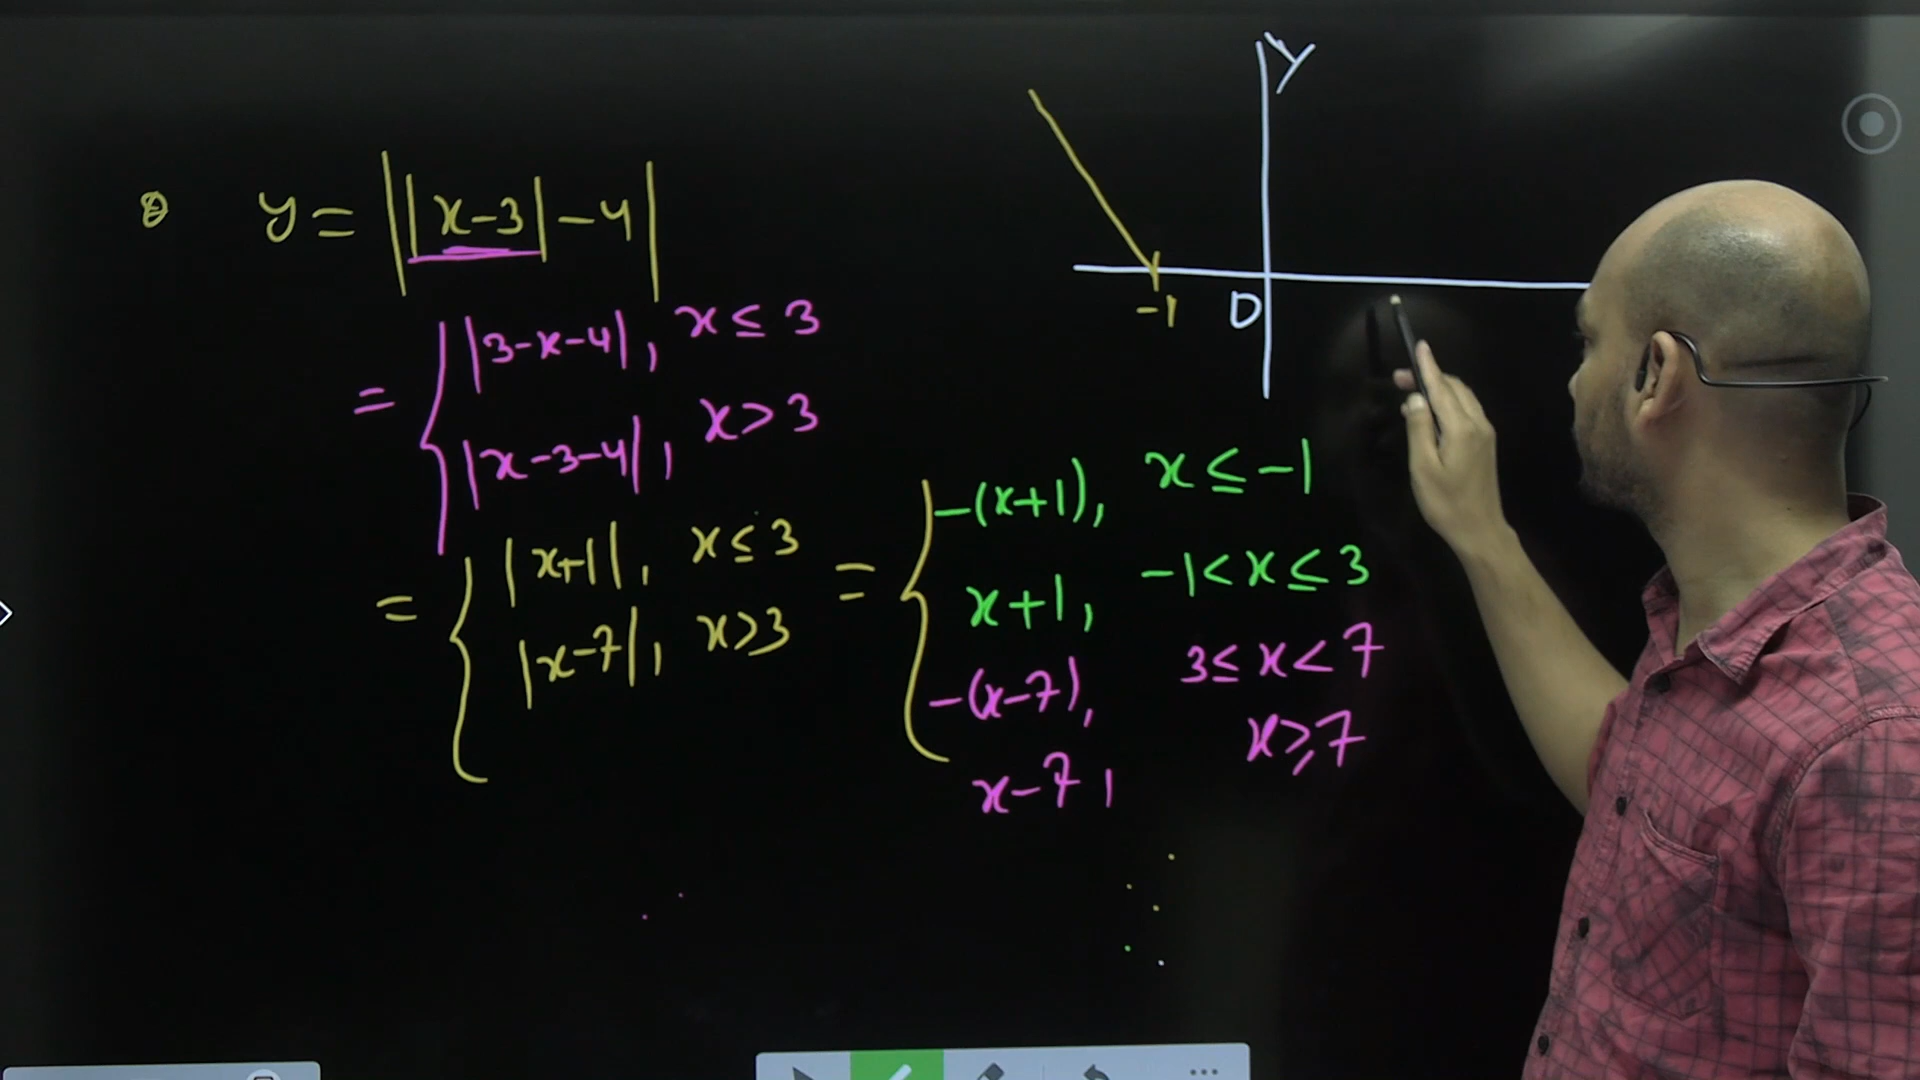 y = ||x-3|-4|
= { |3-x-4|, x ≤ 3
|x-3-4|, x > 3
= { |x+1|, x ≤ 3
|x-7|, x > 3
= { -(x+1), x ≤ -1
x+1, -1 < x ≤ 3
-(x-7), 3 ≤ x < 7
x-7, x ≥ 7
Y
-1
O